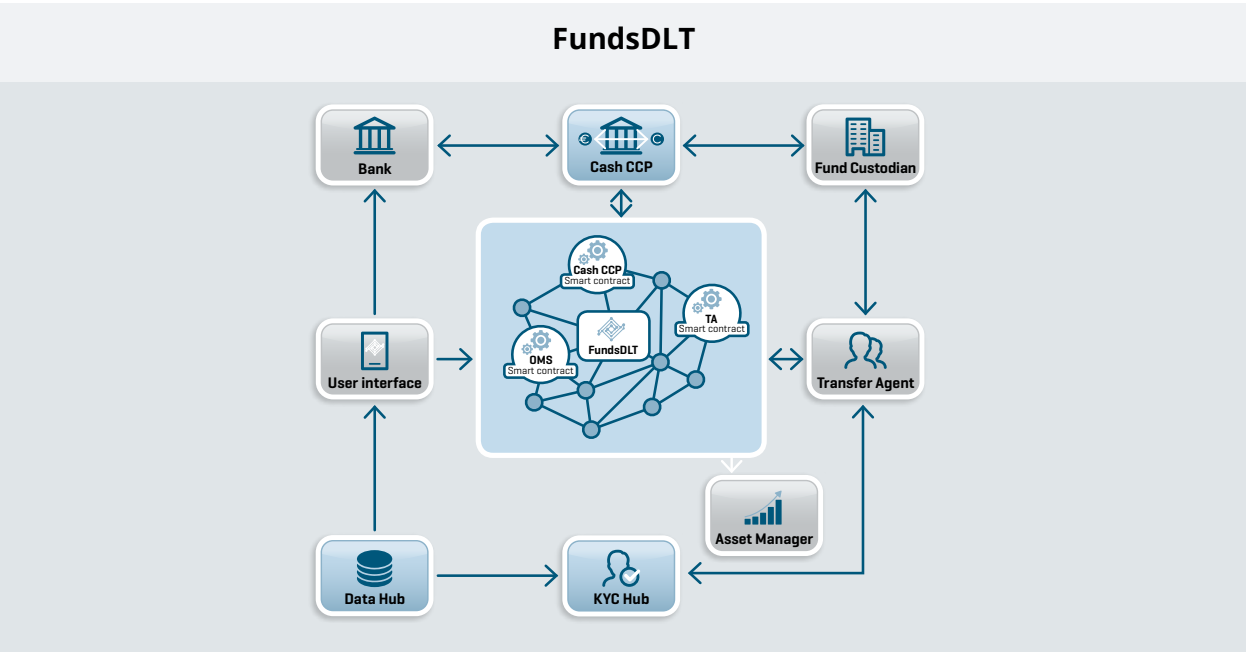 FundsDLT
Bank
€
Cash CCP
Fund Custodian
Cash CCP
Smart contract
TA
Smart contract
FundsDLT
OMS
Smart contract
User interface
Transfer Agent
Asset Manager
Data Hub
KYC Hub